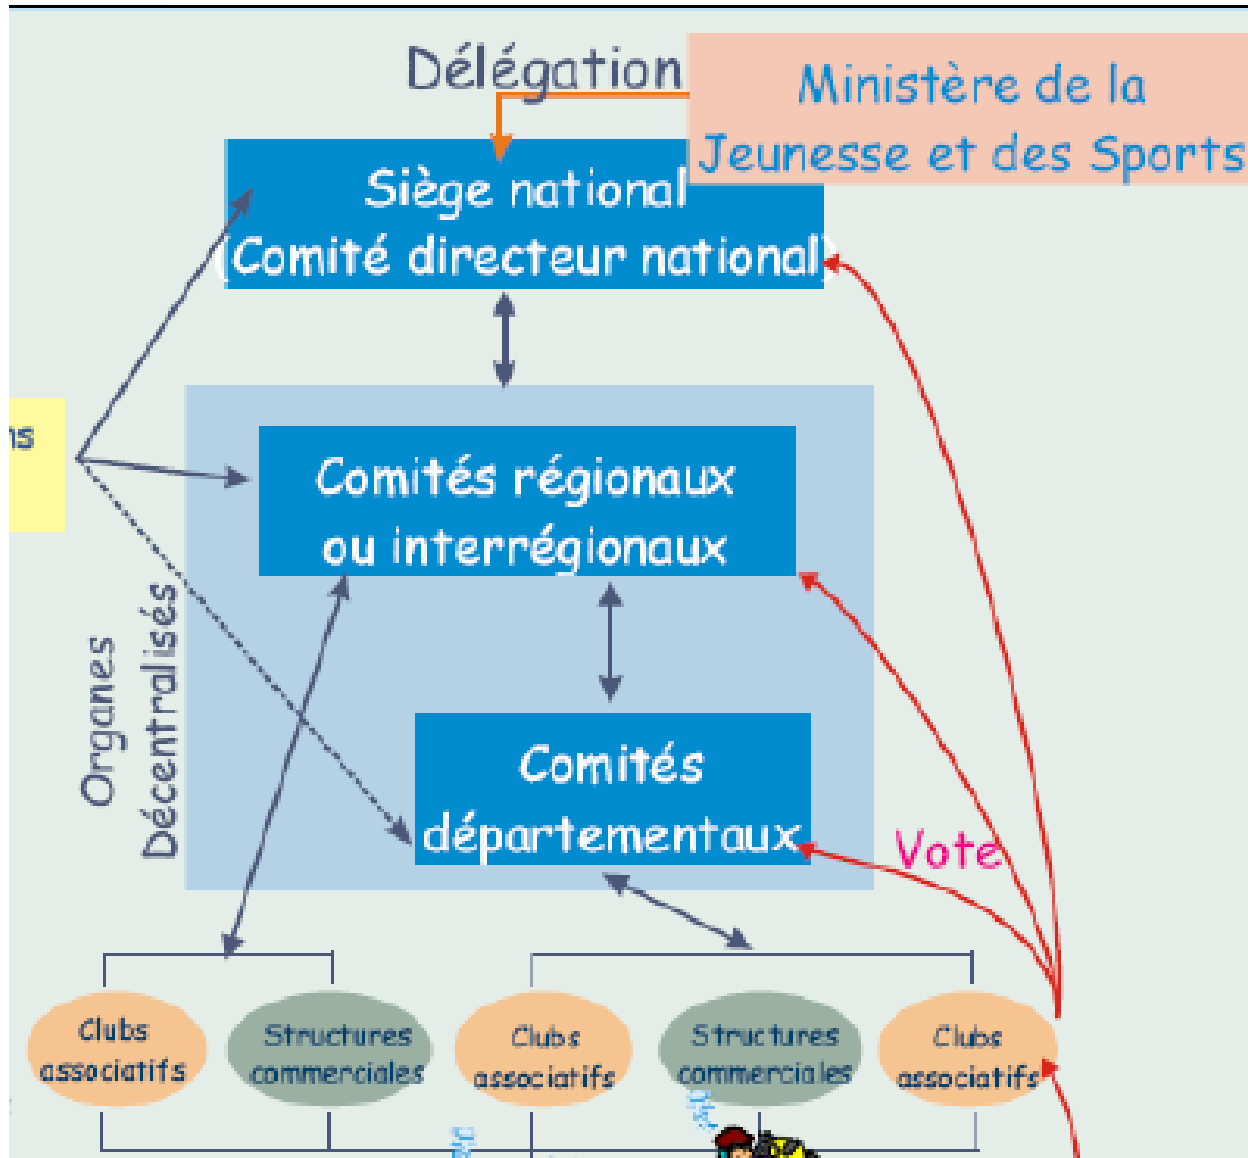 Délégation
Ministère de la
Jeunesse et des Sports
Siège national
(Comité directeur national)
Comités régionaux
ou interrégionaux
Organes
Décentralisés
Comités
départementaux
Vote
Clubs
associatifs
Structures
commerciales
Clubs
associatifs
Structures
commerciales
Clubs
associatifs